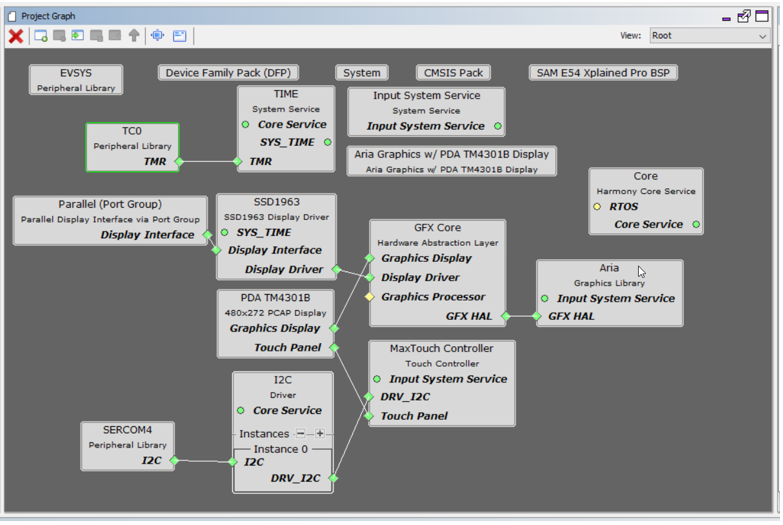 Project Graph
View: Root
EVSYS
Peripheral Library
Device Family Pack (DFP)
System
CMSIS Pack
SAM E54 Xplained Pro BSP
TIME
System Service
Core Service
SYS_TIME
TMR
Input System Service
System Service
Input System Service
TC0
Peripheral Library
TMR
Aria Graphics w/ PDA TM4301B Display
Aria Graphics w/ PDA TM4301B Display
Core
Harmony Core Service
RTOS
Core Service
Parallel (Port Group)
Parallel Display Interface via Port Group
Display Interface
SSD1963
SSD1963 Display Driver
SYS_TIME
Display Interface
Display Driver
GFX Core
Hardware Abstraction Layer
Graphics Display
Display Driver
Graphics Processor
GFX HAL
Aria
Graphics Library
Input System Service
GFX HAL
PDA TM4301B
480x272 PCAP Display
Graphics Display
Touch Panel
MaxTouch Controller
Touch Controller
Input System Service
DRV_I2C
Touch Panel
I2C
Driver
Core Service
Instances
Instance 0
I2C
DRV_I2C
SERCOM4
Peripheral Library
I2C